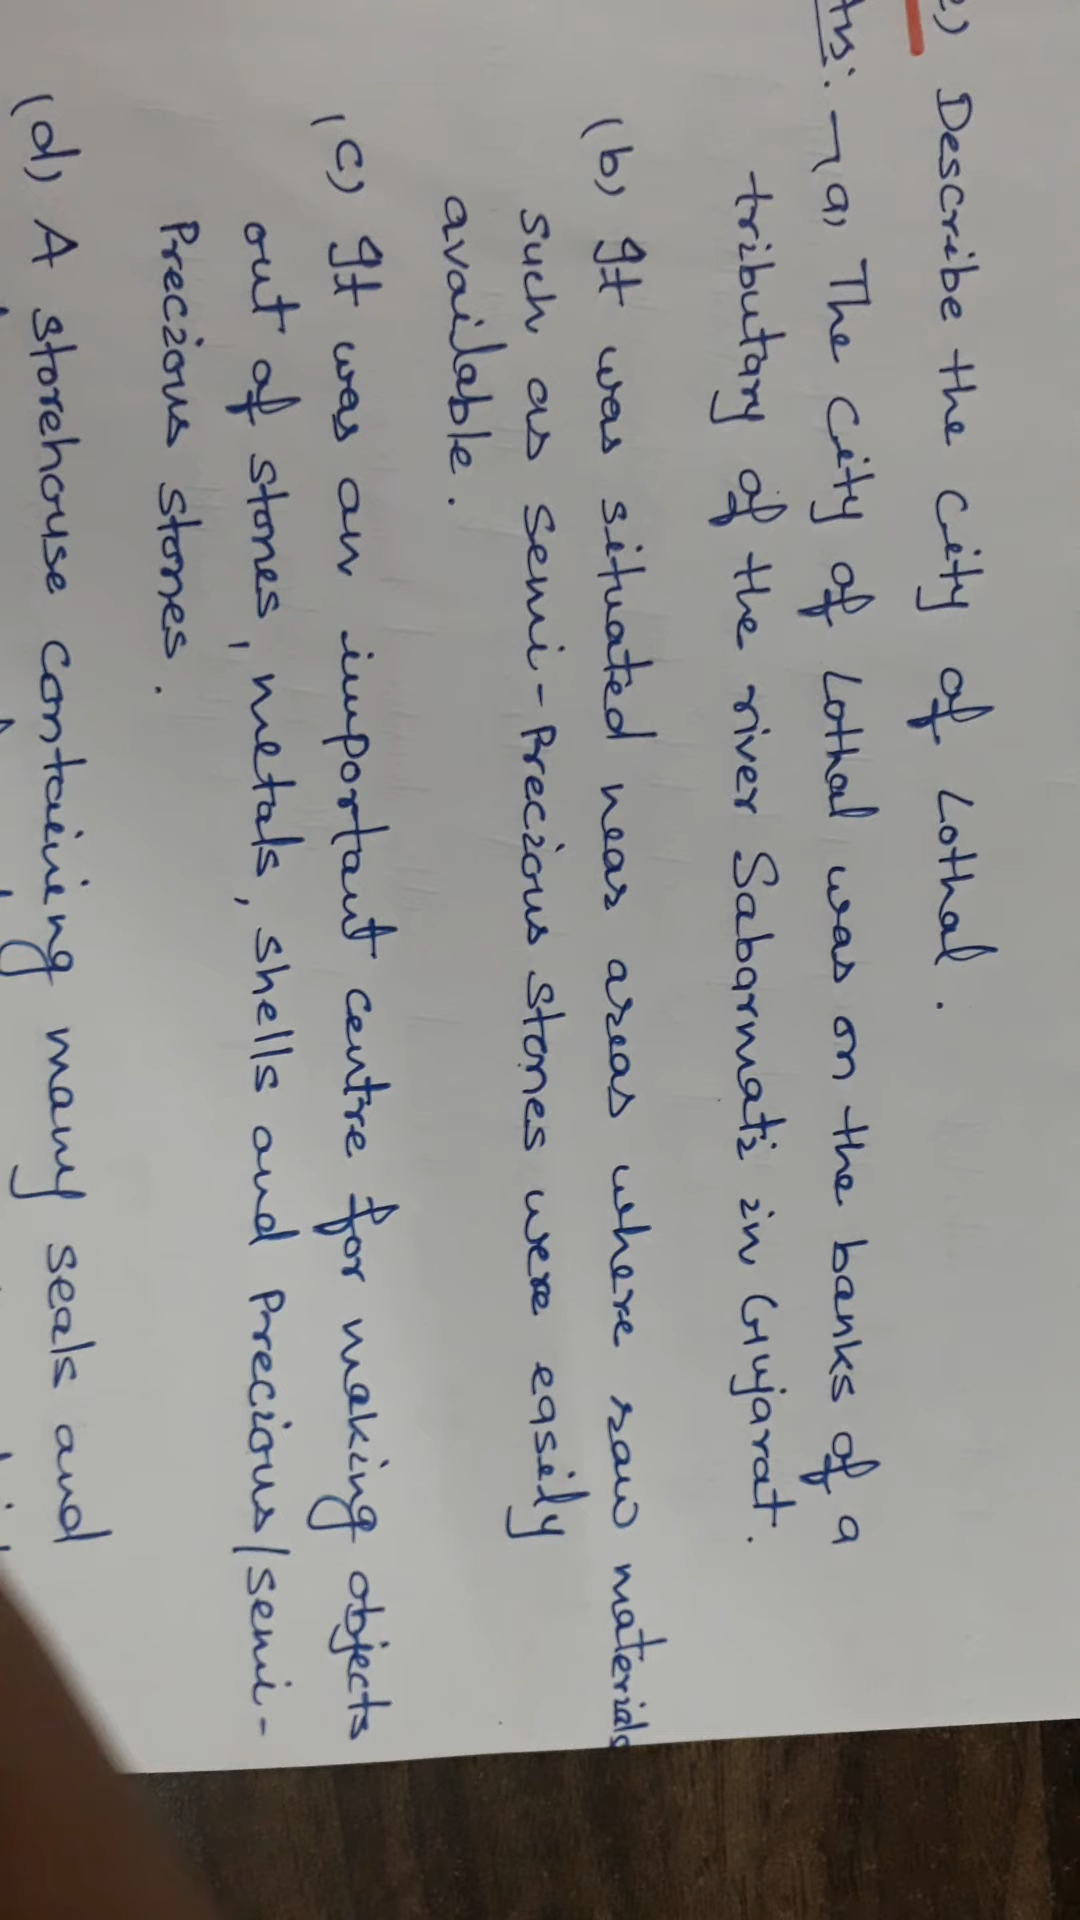 e) Describe the City of Lothal.
Ans:→(a) The City of Lothal was on the banks of a
tributary of the river Sabarmati in Gujarat.
(b) It was situated near areas where raw materials
such as Semi-Precious Stones were easily
available.
(c) It was an important centre for making objects
out of stones, metals, shells and Precious/semi-
Precious stones.
(d) A storehouse containing many seals and